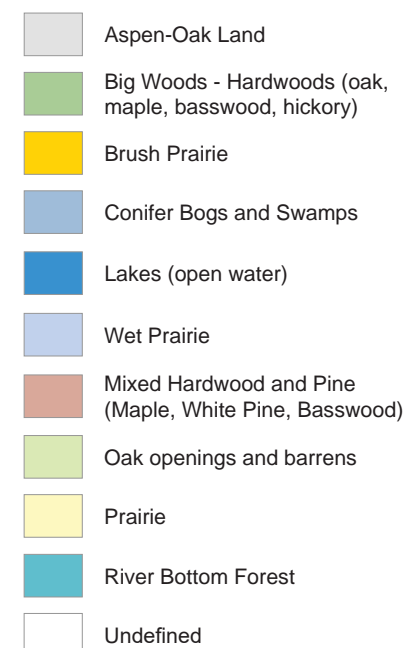 Aspen-Oak Land
Big Woods - Hardwoods (oak,
maple, basswood, hickory)
Brush Prairie
Conifer Bogs and Swamps
Lakes (open water)
Wet Prairie
Mixed Hardwood and Pine
(Maple, White Pine, Basswood)
Oak openings and barrens
Prairie
River Bottom Forest
Undefined